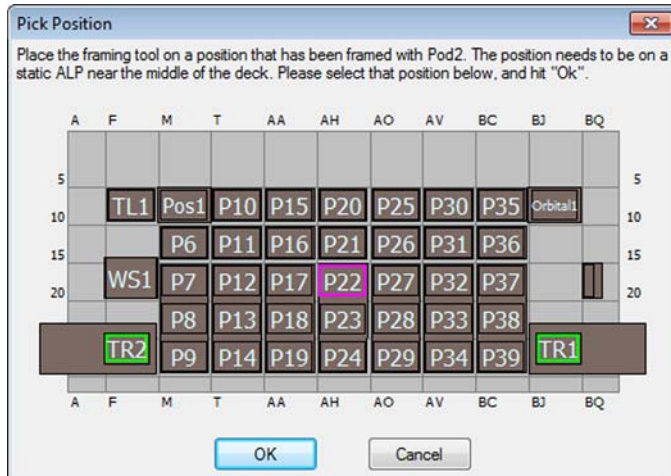 Pick Position
Place the framing tool on a position that has been framed with Pod2. The position needs to be on a
static ALP near the middle of the deck. Please select that position below, and hit "Ok".
A F M T AA AH AO AV BC BJ BQ
5 5
TL1 Pos1 P10 P15 P20 P25 P30 P35 Orbital1
10 10
P6 P11 P16 P21 P26 P31 P36
15 15
WS1 P7 P12 P17 P22 P27 P32 P37
20 20
P8 P13 P18 P23 P28 P33 P38
TR2 P9 P14 P19 P24 P29 P34 P39 TR1
A F M T AA AH AO AV BC BJ BQ
OK Cancel